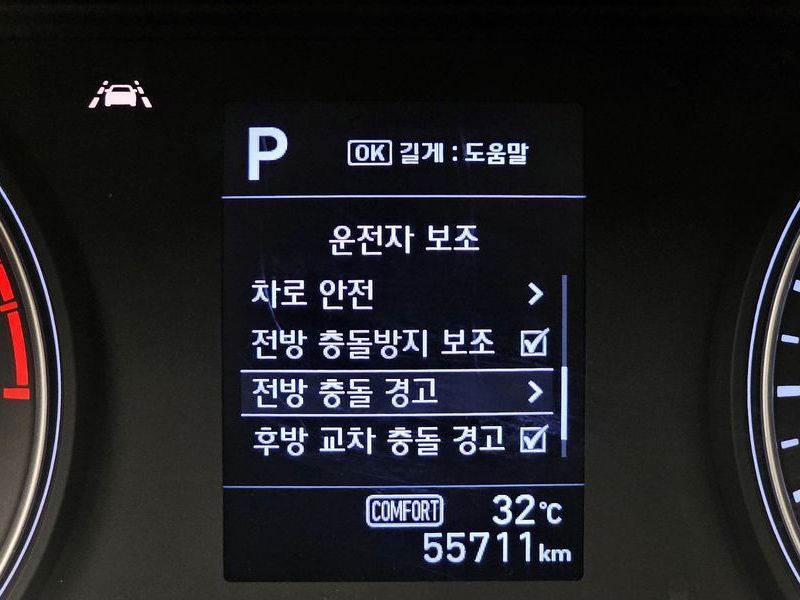 P OK 길게 : 도움말
운전자 보조
차로 안전
전방 충돌방지 보조
전방 충돌 경고
후방 교차 충돌 경고
COMFORT 32°C
55711km